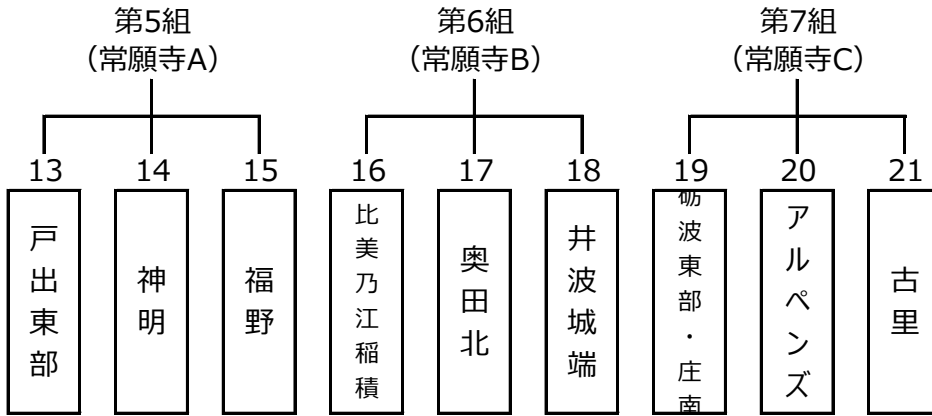 第5組
（常願寺A）
第6組
（常願寺B）
第7組
（常願寺C）
13
14
15
16
17
18
19
20
21
戸出東部
神明
福野
比美乃江稲積
奥田北
井波城端
砺波東部・庄南
アルペンズ
古里